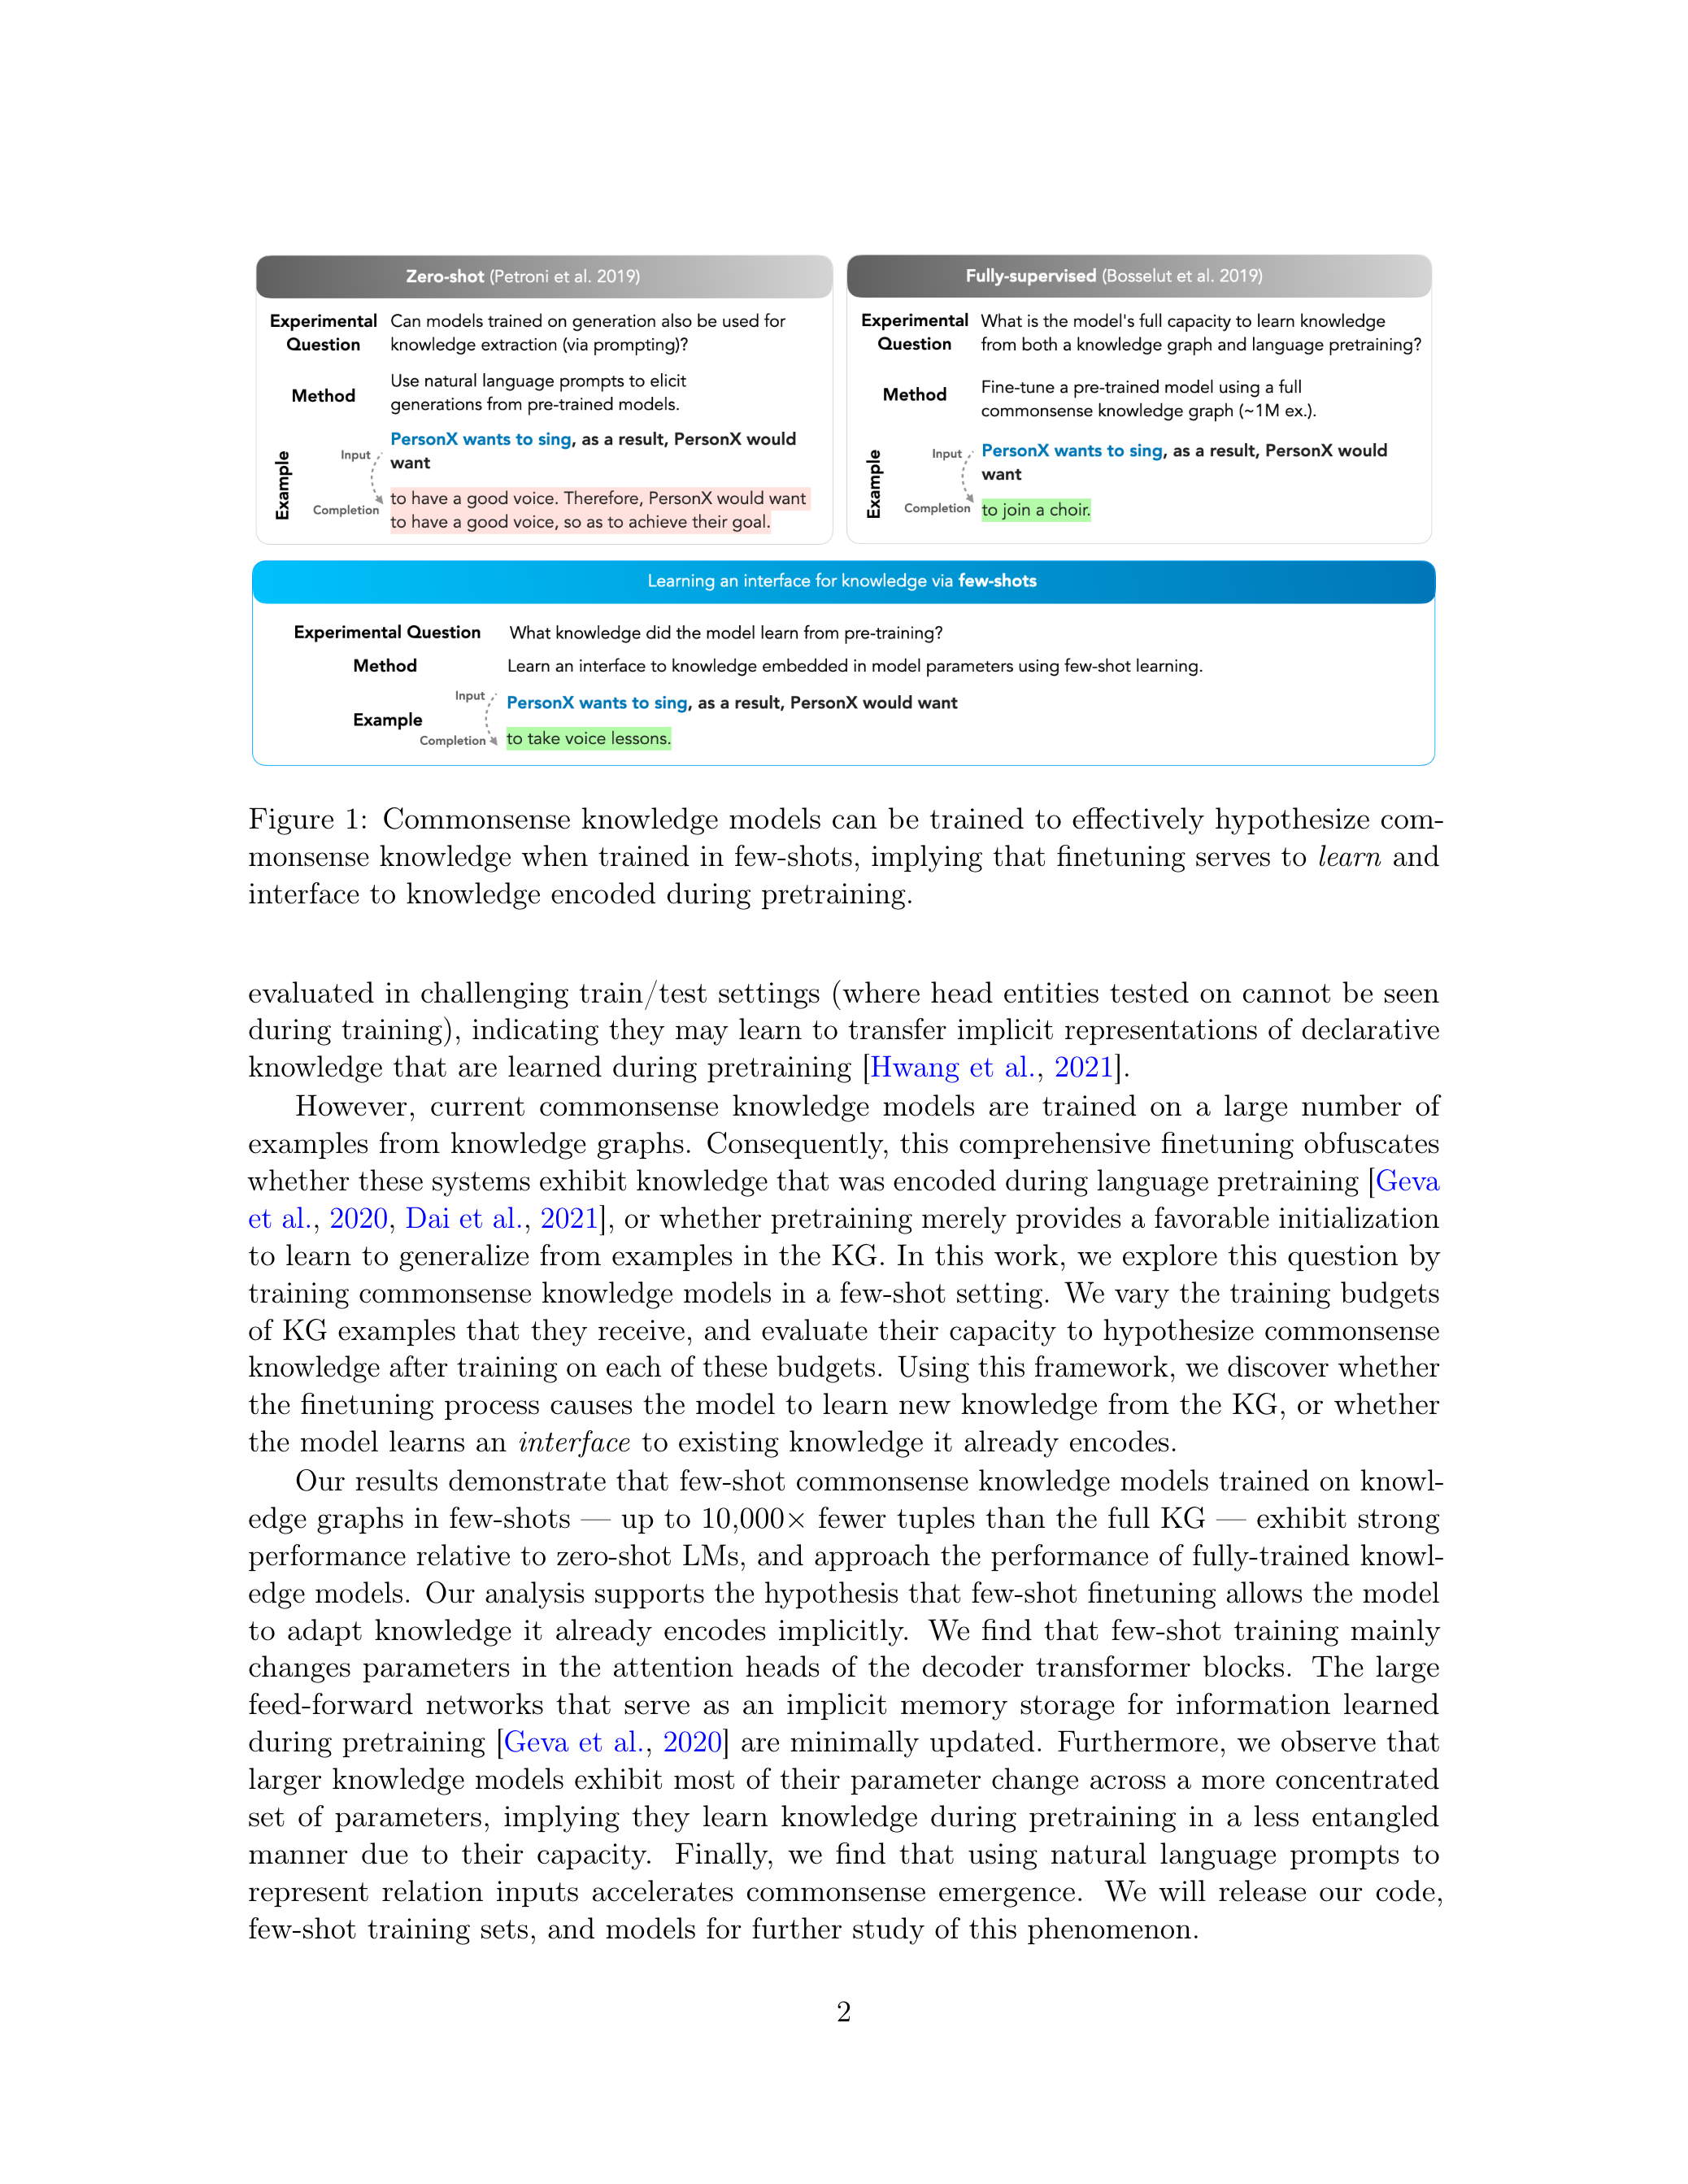 Zero-shot (Petroni et al. 2019)
Experimental Question
Can models trained on generation also be used for
knowledge extraction (via prompting)?
Method
Use natural language prompts to elicit
generations from pre-trained models.
Example
Input
PersonX wants to sing, as a result, PersonX would
want
Completion
to have a good voice. Therefore, PersonX would want
to have a good voice, so as to achieve their goal.
Fully-supervised (Bosselut et al. 2019)
Experimental Question
What is the model's full capacity to learn knowledge
from both a knowledge graph and language pretraining?
Method
Fine-tune a pre-trained model using a full
commonsense knowledge graph (~1M ex.).
Example
Input
PersonX wants to sing, as a result, PersonX would
want
Completion
to join a choir.
Learning an interface for knowledge via few-shots
Experimental Question What knowledge did the model learn from pre-training?
Method Learn an interface to knowledge embedded in model parameters using few-shot learning.
Example
Input
PersonX wants to sing, as a result, PersonX would want
Completion
to take voice lessons.
Figure 1: Commonsense knowledge models can be trained to effectively hypothesize com-
monsense knowledge when trained in few-shots, implying that finetuning serves to learn and
interface to knowledge encoded during pretraining.
evaluated in challenging train/test settings (where head entities tested on cannot be seen
during training), indicating they may learn to transfer implicit representations of declarative
knowledge that are learned during pretraining [Hwang et al., 2021].
However, current commonsense knowledge models are trained on a large number of
examples from knowledge graphs. Consequently, this comprehensive finetuning obfuscates
whether these systems exhibit knowledge that was encoded during language pretraining [Geva
et al., 2020, Dai et al., 2021], or whether pretraining merely provides a favorable initialization
to learn to generalize from examples in the KG. In this work, we explore this question by
training commonsense knowledge models in a few-shot setting. We vary the training budgets
of KG examples that they receive, and evaluate their capacity to hypothesize commonsense
knowledge after training on each of these budgets. Using this framework, we discover whether
the finetuning process causes the model to learn new knowledge from the KG, or whether
the model learns an interface to existing knowledge it already encodes.
Our results demonstrate that few-shot commonsense knowledge models trained on knowl-
edge graphs in few-shots — up to 10,000× fewer tuples than the full KG — exhibit strong
performance relative to zero-shot LMs, and approach the performance of fully-trained knowl-
edge models. Our analysis supports the hypothesis that few-shot finetuning allows the model
to adapt knowledge it already encodes implicitly. We find that few-shot training mainly
changes parameters in the attention heads of the decoder transformer blocks. The large
feed-forward networks that serve as an implicit memory storage for information learned
during pretraining [Geva et al., 2020] are minimally updated. Furthermore, we observe that
larger knowledge models exhibit most of their parameter change across a more concentrated
set of parameters, implying they learn knowledge during pretraining in a less entangled
manner due to their capacity. Finally, we find that using natural language prompts to
represent relation inputs accelerates commonsense emergence. We will release our code,
few-shot training sets, and models for further study of this phenomenon.
2